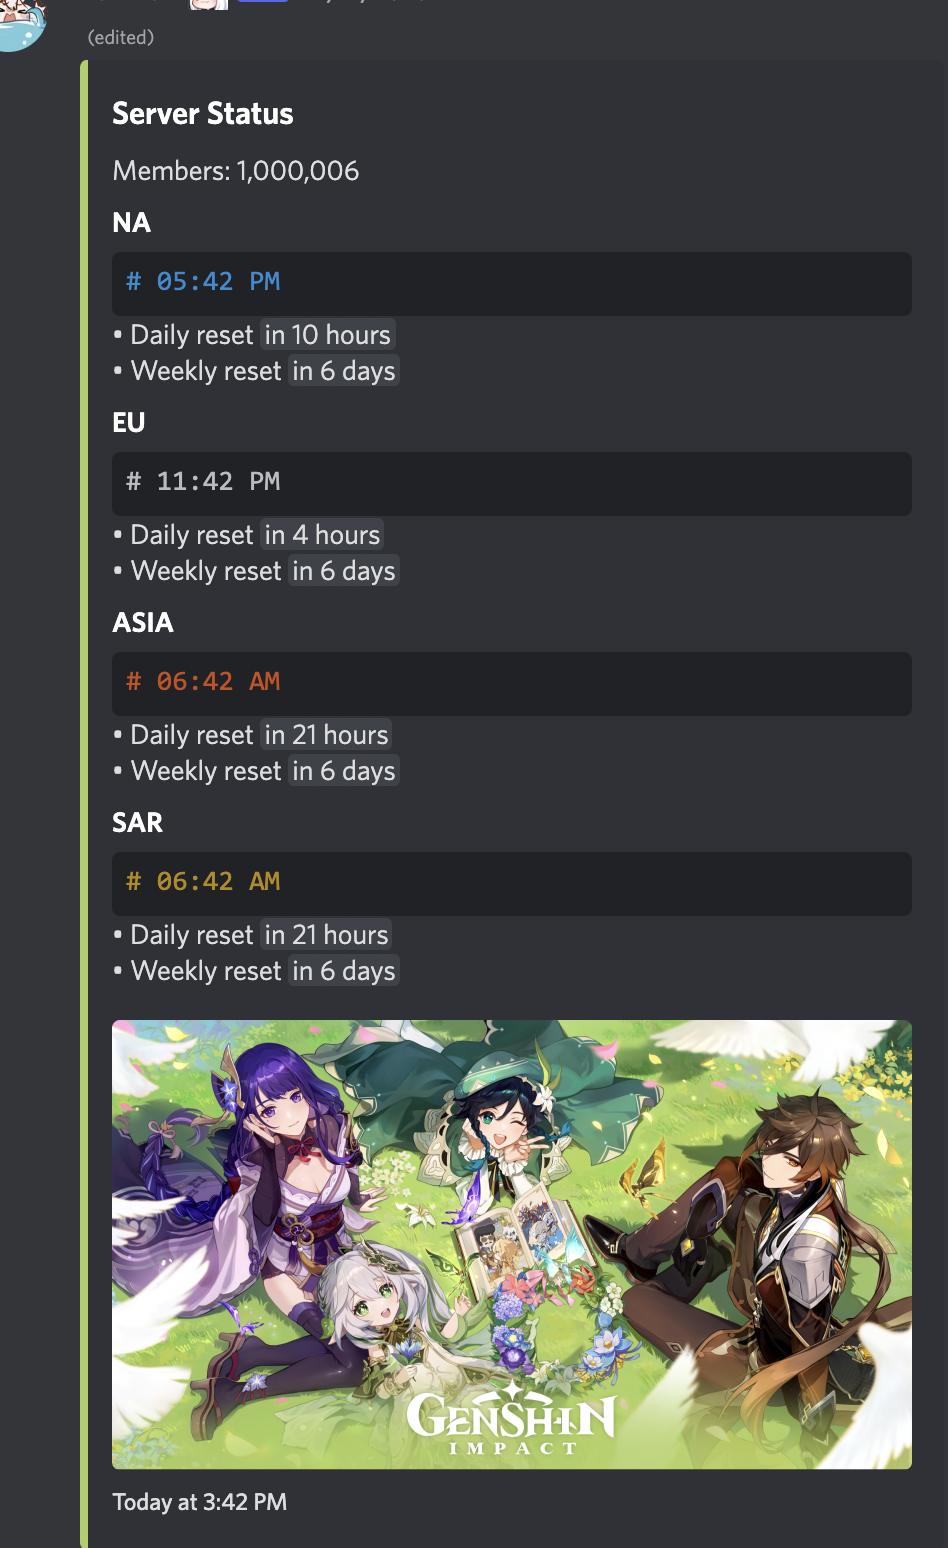 (edited)
Server Status
Members: 1,000,006
NA
# 05:42 PM
• Daily reset in 10 hours
• Weekly reset in 6 days
EU
# 11:42 PM
• Daily reset in 4 hours
• Weekly reset in 6 days
ASIA
# 06:42 AM
• Daily reset in 21 hours
• Weekly reset in 6 days
SAR
# 06:42 AM
• Daily reset in 21 hours
• Weekly reset in 6 days
GENSHIN
IMPACT
Today at 3:42 PM